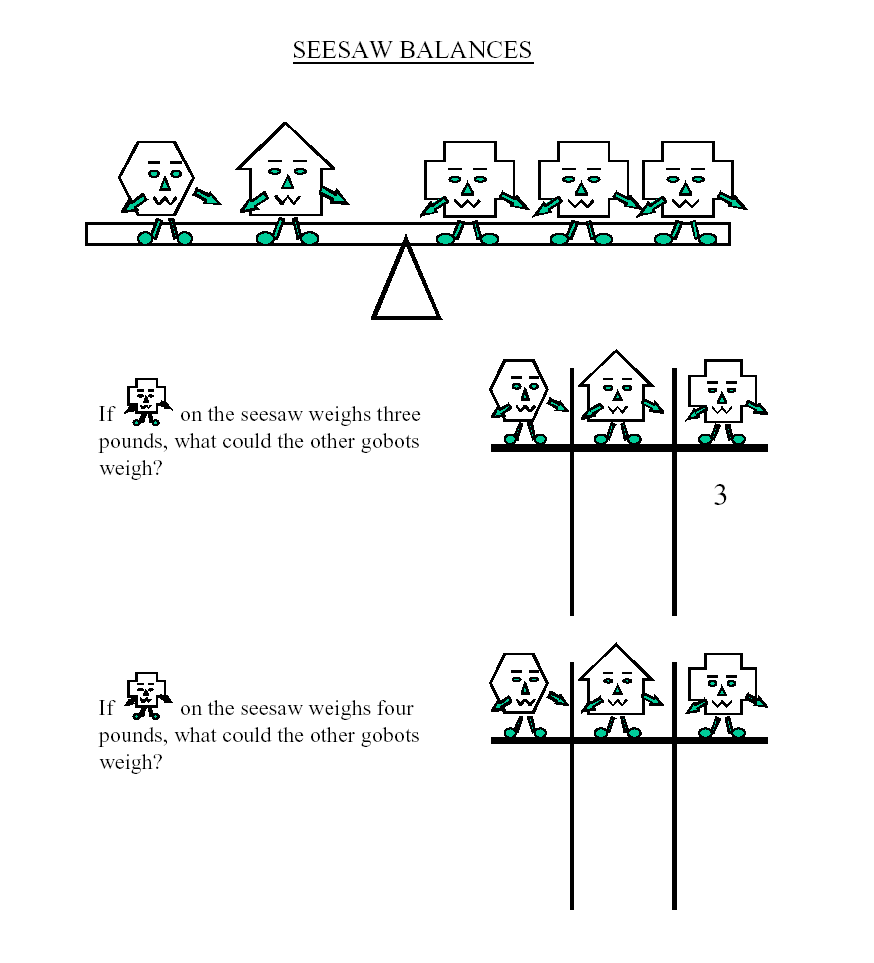 SEESAW BALANCES
If on the seesaw weighs three
pounds, what could the other gobots
weigh?
3
If on the seesaw weighs four
pounds, what could the other gobots
weigh?